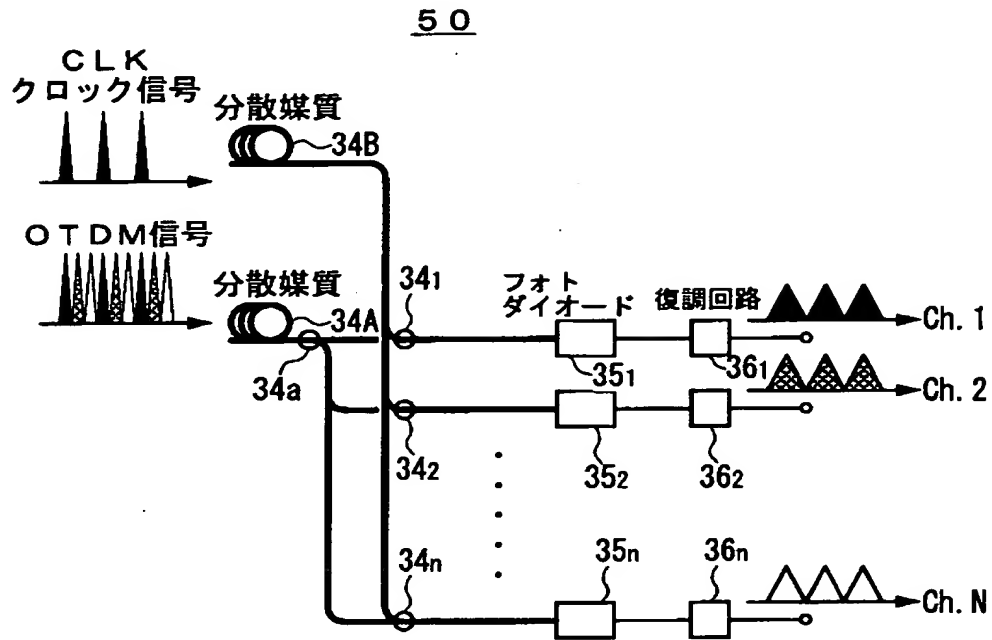 50
CLK
クロック信号
分散媒質
34B
OTDM信号
分散媒質
34A
34a
341
フォト
ダイオード
復調回路
351
361
Ch. 1
342
352
362
Ch. 2
34n
35n
36n
Ch. N